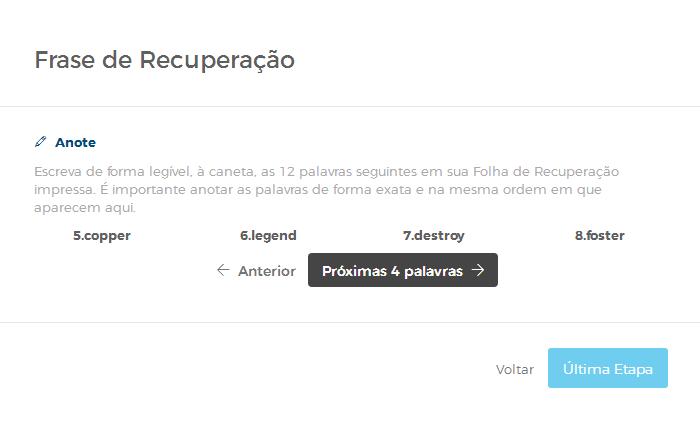 Frase de Recuperação
Anote
Escreva de forma legível, à caneta, as 12 palavras seguintes em sua Folha de Recuperação
impressa. É importante anotar as palavras de forma exata e na mesma ordem em que
aparecem aqui.
5.copper 6.legend 7.destroy 8.foster
← Anterior Próximas 4 palavras →
Voltar Última Etapa